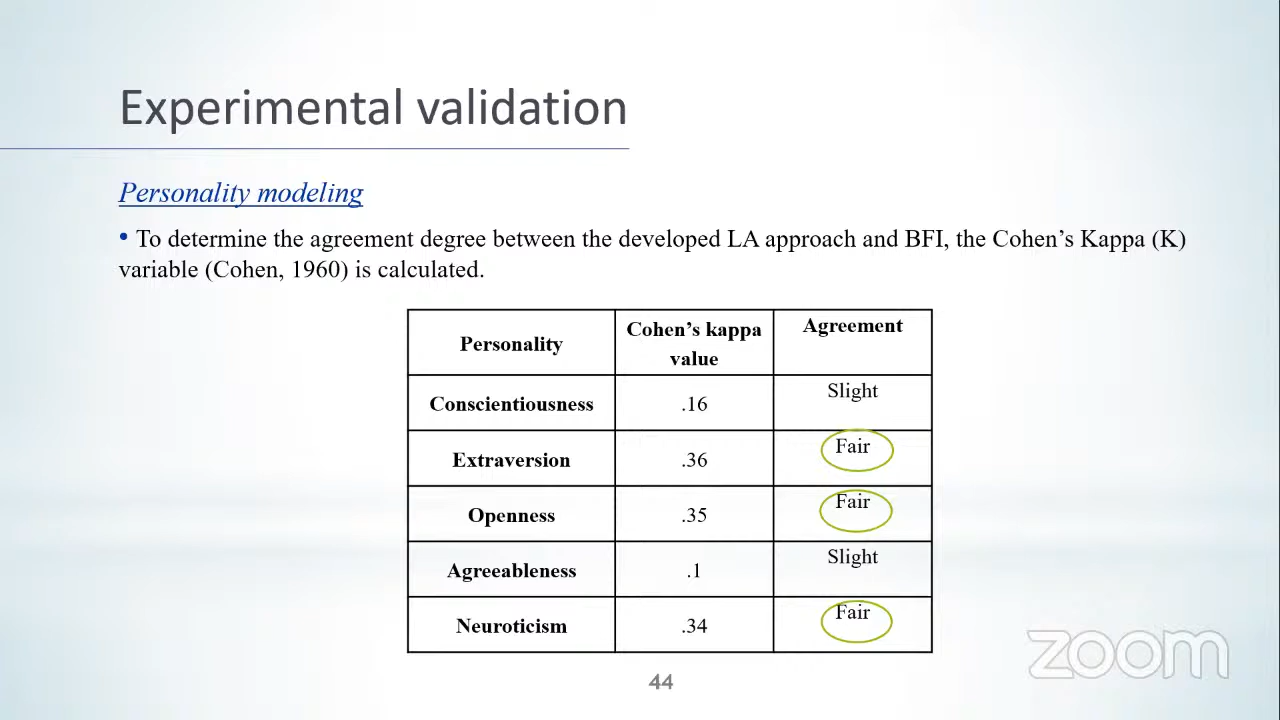 Experimental validation
Personality modeling
• To determine the agreement degree between the developed LA approach and BFI, the Cohen’s Kappa (K)
variable (Cohen, 1960) is calculated.
Personality Cohen’s kappa value Agreement
Conscientiousness .16 Slight
Extraversion .36 Fair
Openness .35 Fair
Agreeableness .1 Slight
Neuroticism .34 Fair
zoom
44